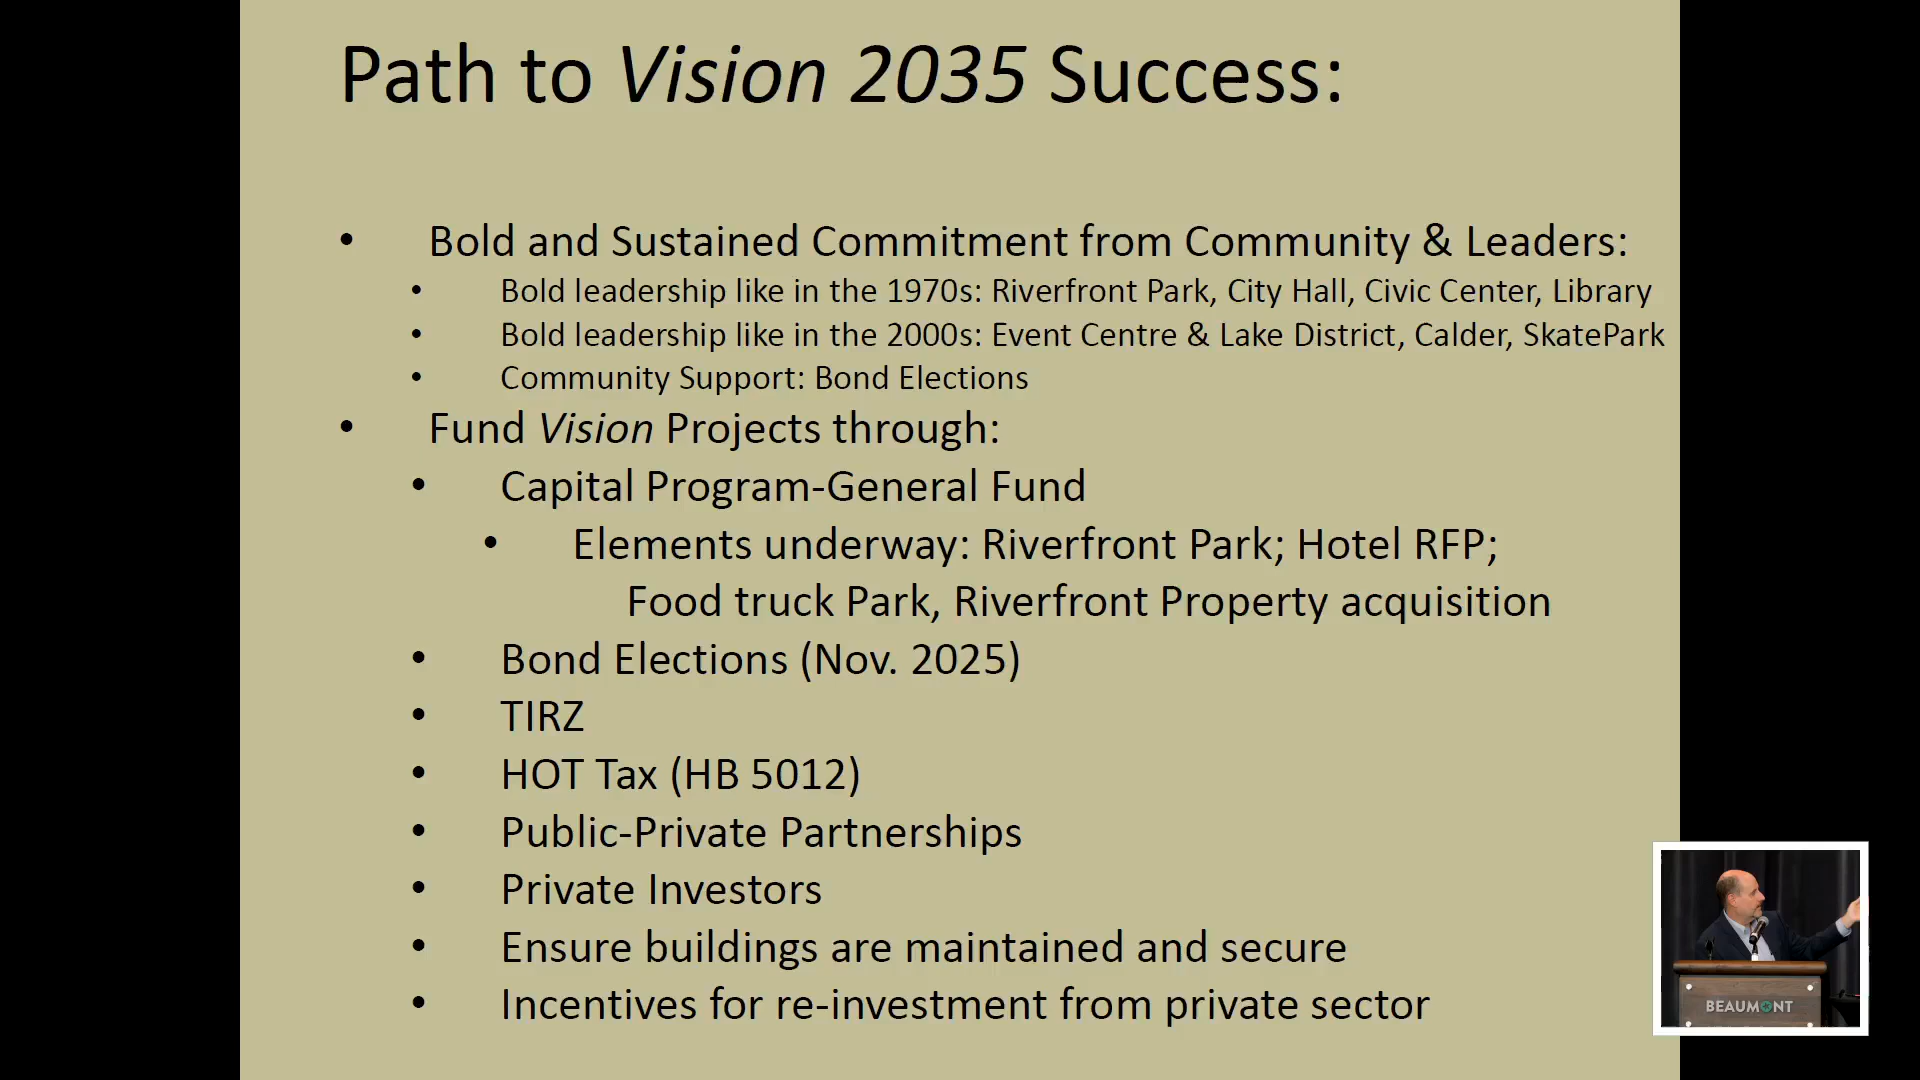 Path to Vision 2035 Success:
• Bold and Sustained Commitment from Community & Leaders:
• Bold leadership like in the 1970s: Riverfront Park, City Hall, Civic Center, Library
• Bold leadership like in the 2000s: Event Centre & Lake District, Calder, SkatePark
• Community Support: Bond Elections
• Fund Vision Projects through:
• Capital Program-General Fund
• Elements underway: Riverfront Park; Hotel RFP;
Food truck Park, Riverfront Property acquisition
• Bond Elections (Nov. 2025)
• TIRZ
• HOT Tax (HB 5012)
• Public-Private Partnerships
• Private Investors
• Ensure buildings are maintained and secure
• Incentives for re-investment from private sector
BEAUMONT